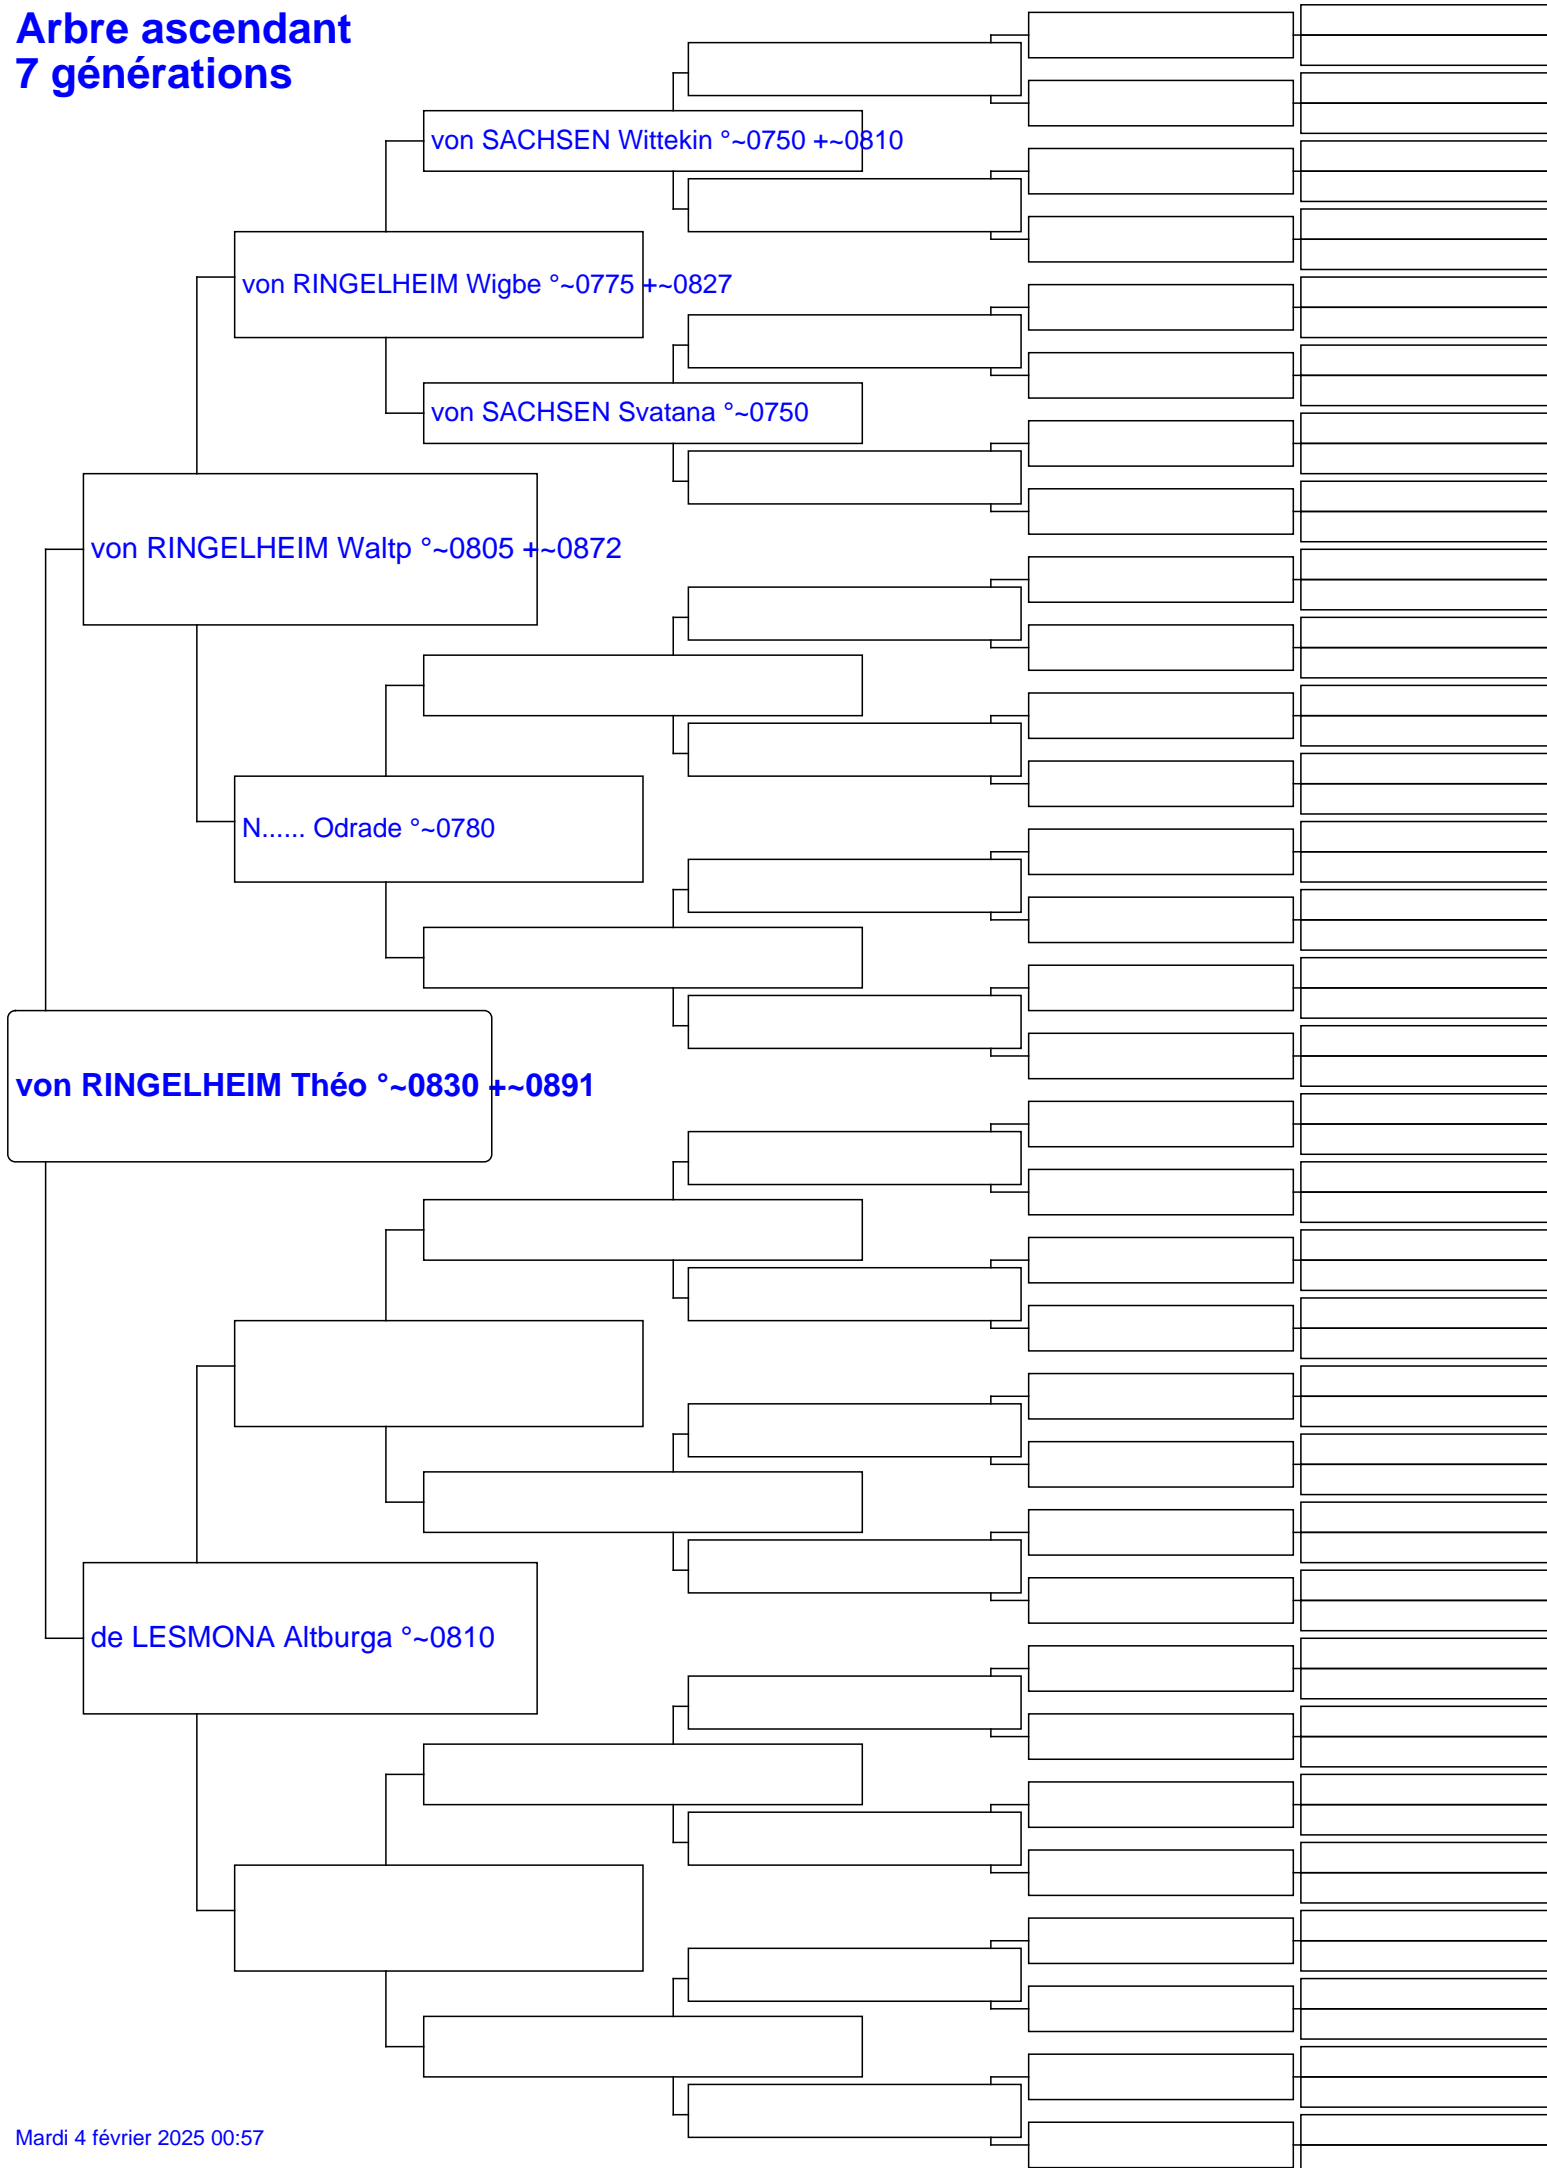 Arbre ascendant
7 générations
von SACHSEN Wittekin °~0750 +~0810
von RINGELHEIM Wigbe °~0775 +~0827
von SACHSEN Svatana °~0750
von RINGELHEIM Waltp °~0805 +~0872
N...... Odrade °~0780
von RINGELHEIM Théo °~0830 +~0891
de LESMONA Altburga °~0810
Mardi 4 février 2025 00:57